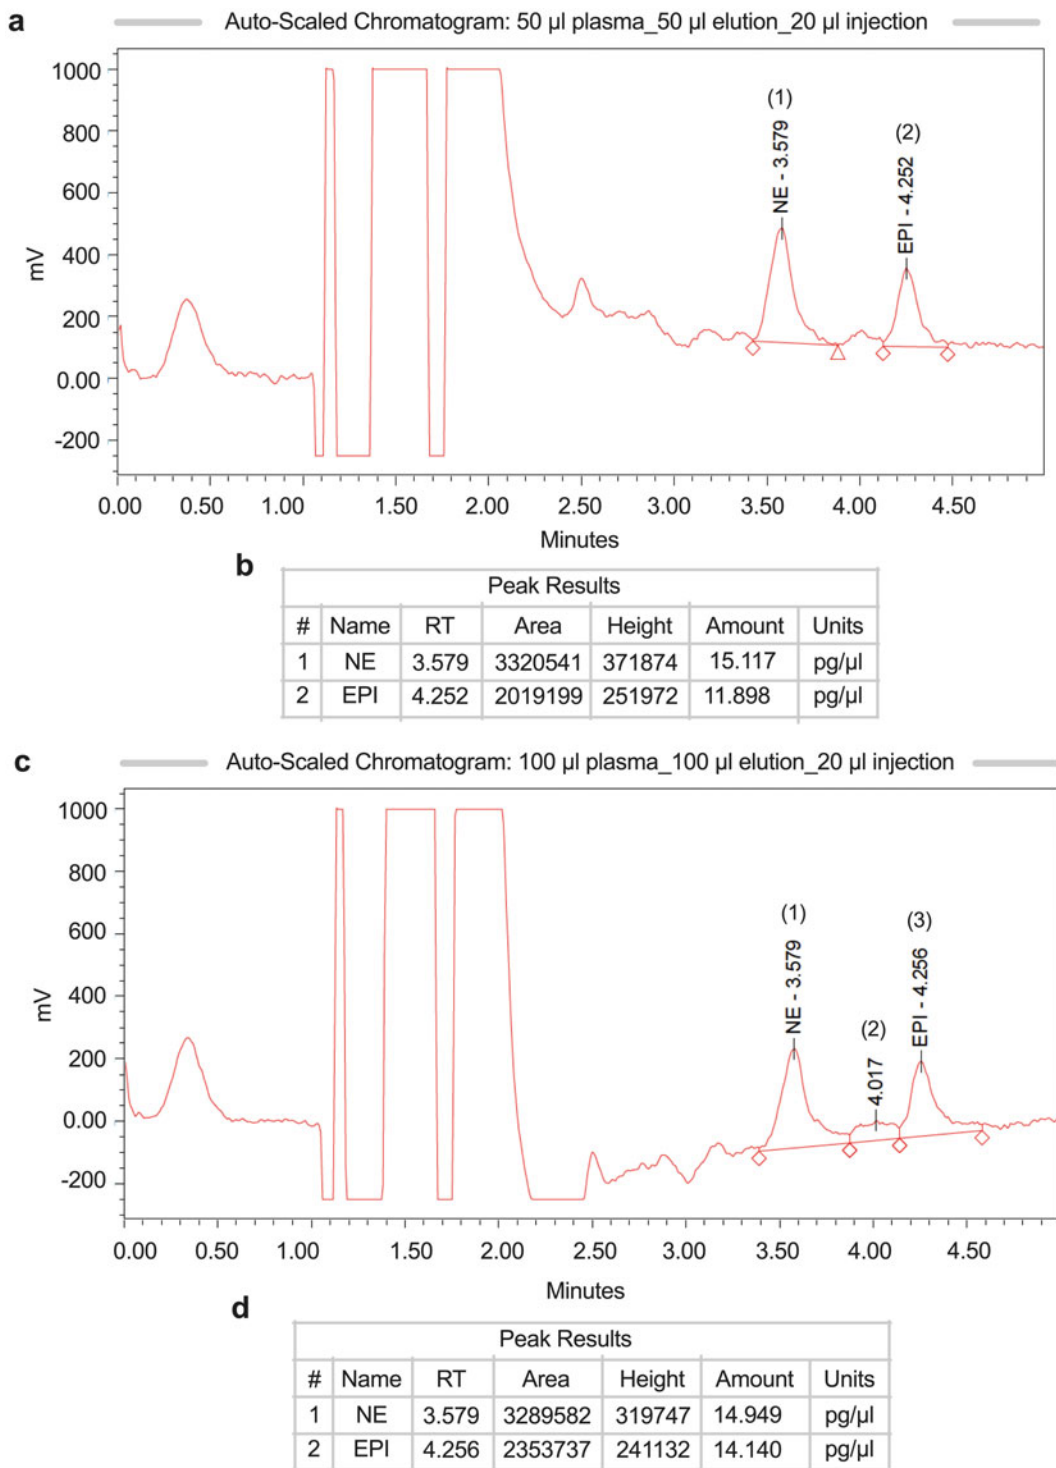 a
Auto-Scaled Chromatogram: 50 µl plasma_50 µl elution_20 µl injection
1000
800
600
400
200
0.00
-200
mV
(1)
NE - 3.579
(2)
EPI - 4.252
0.00 0.50 1.00 1.50 2.00 2.50 3.00 3.50 4.00 4.50
Minutes
b
Peak Results
# Name RT Area Height Amount Units
1 NE 3.579 3320541 371874 15.117 pg/µl
2 EPI 4.252 2019199 251972 11.898 pg/µl
c
Auto-Scaled Chromatogram: 100 µl plasma_100 µl elution_20 µl injection
1000
800
600
400
200
0.00
-200
mV
(1)
NE - 3.579
(2)
4.017
(3)
EPI - 4.256
0.00 0.50 1.00 1.50 2.00 2.50 3.00 3.50 4.00 4.50
Minutes
d
Peak Results
# Name RT Area Height Amount Units
1 NE 3.579 3289582 319747 14.949 pg/µl
2 EPI 4.256 2353737 241132 14.140 pg/µl